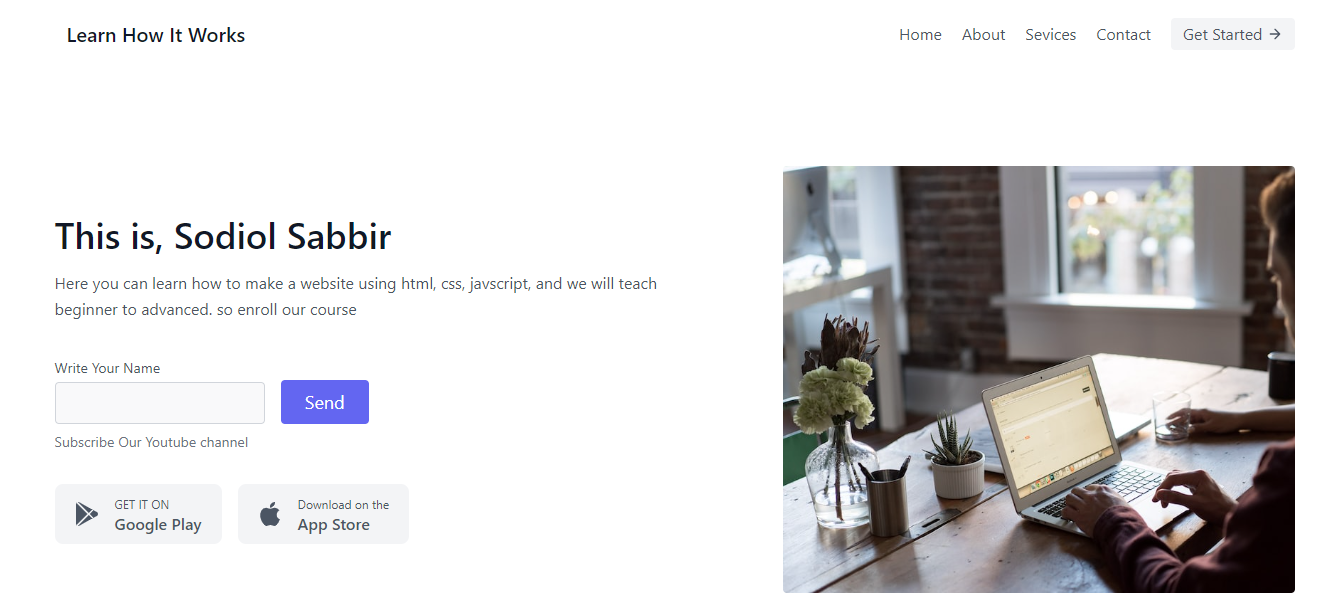 Learn How It Works
Home About Sevices Contact Get Started →
This is, Sodiol Sabbir
Here you can learn how to make a website using html, css, javscript, and we will teach
beginner to advanced. so enroll our course
Write Your Name
Send
Subscribe Our Youtube channel
GET IT ON
Google Play
Download on the
App Store